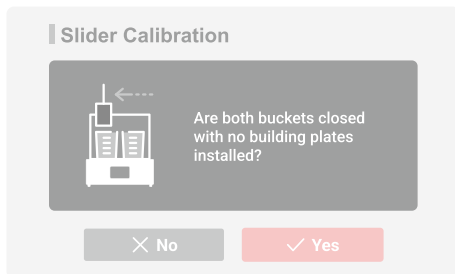 Slider Calibration
Are both buckets closed
with no building plates
installed?
No
Yes